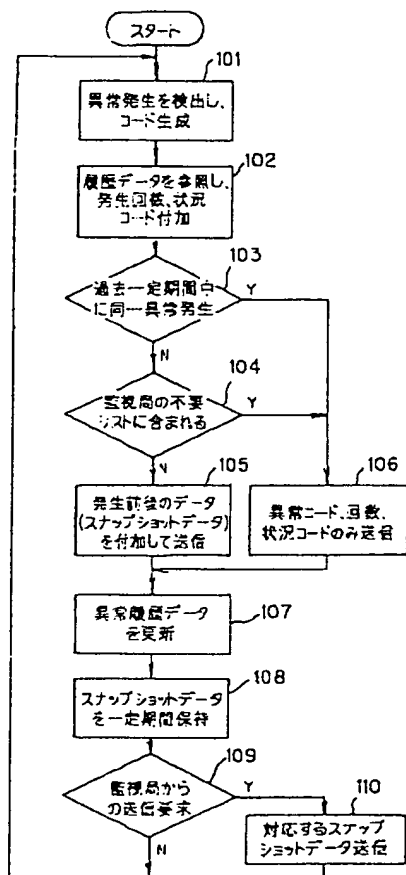 スタート
101
異常発生を検出し、
コード生成
102
履歴データを参照し、
発生回数、状況
コード付加
103
過去一定期間中
に同一異常発生
Y
N
104
監視局の不要
リストに含まれる
Y
N
105
発生前後のデータ
(スナップショットデータ)
を付加して送信
106
異常コード、回数、
状況コードのみ送信
107
異常履歴データ
を更新
108
スナップショットデータ
を一定期間保持
109
監視局から
の送信要求
Y
N
110
対応するスナップ
ショットデータ送信